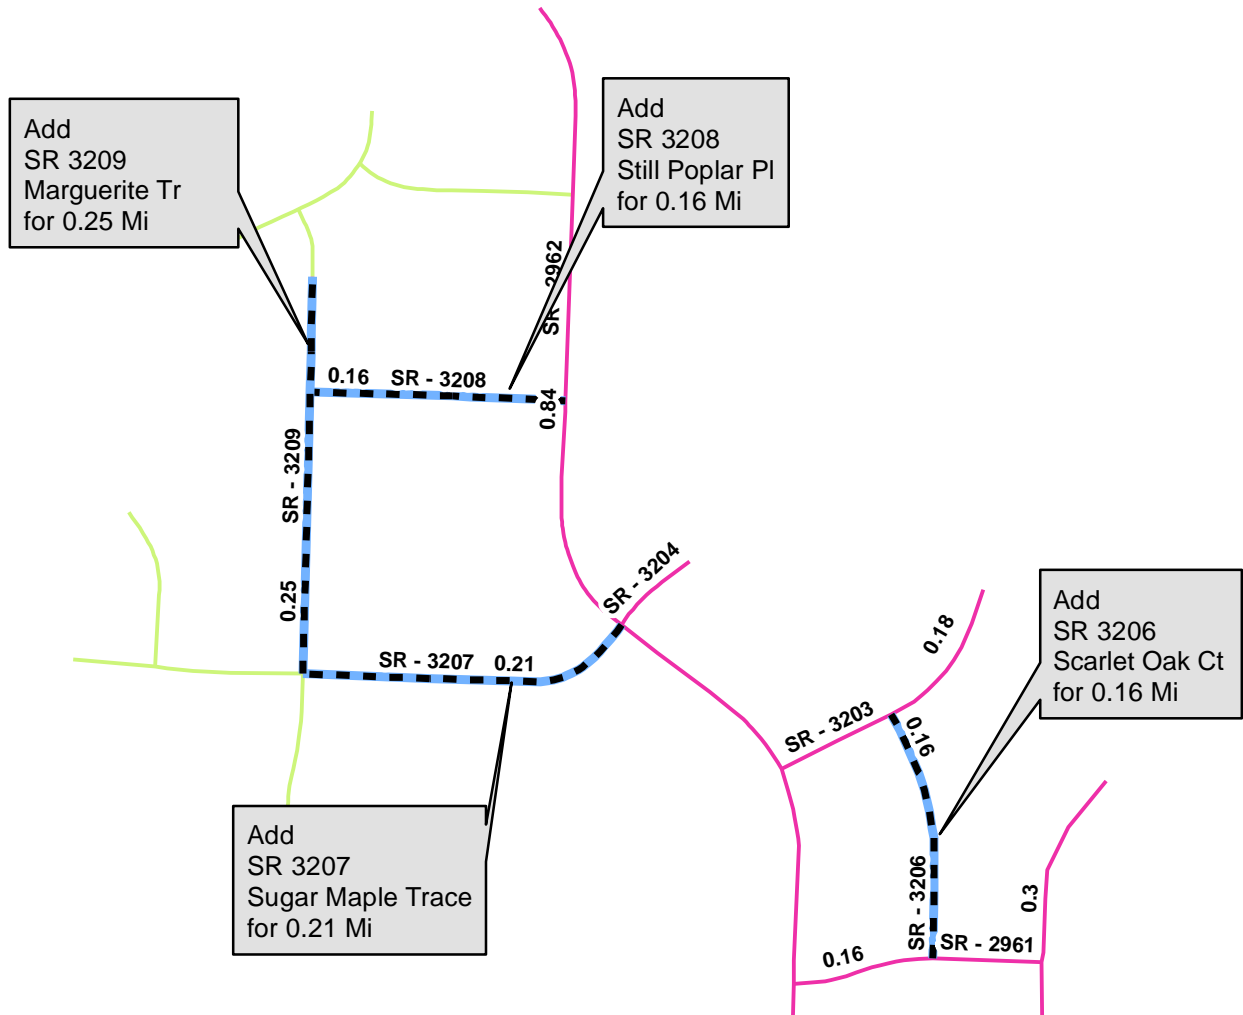 Add
SR 3209
Marguerite Tr
for 0.25 Mi
Add
SR 3208
Still Poplar Pl
for 0.16 Mi
SR - 2962
0.16 SR - 3208
0.84
SR - 3209
0.25
SR - 3204
SR - 3207 0.21
Add
SR 3206
Scarlet Oak Ct
for 0.16 Mi
0.18
SR - 3203
0.16
Add
SR 3207
Sugar Maple Trace
for 0.21 Mi
SR - 3206
0.3
SR - 2961
0.16